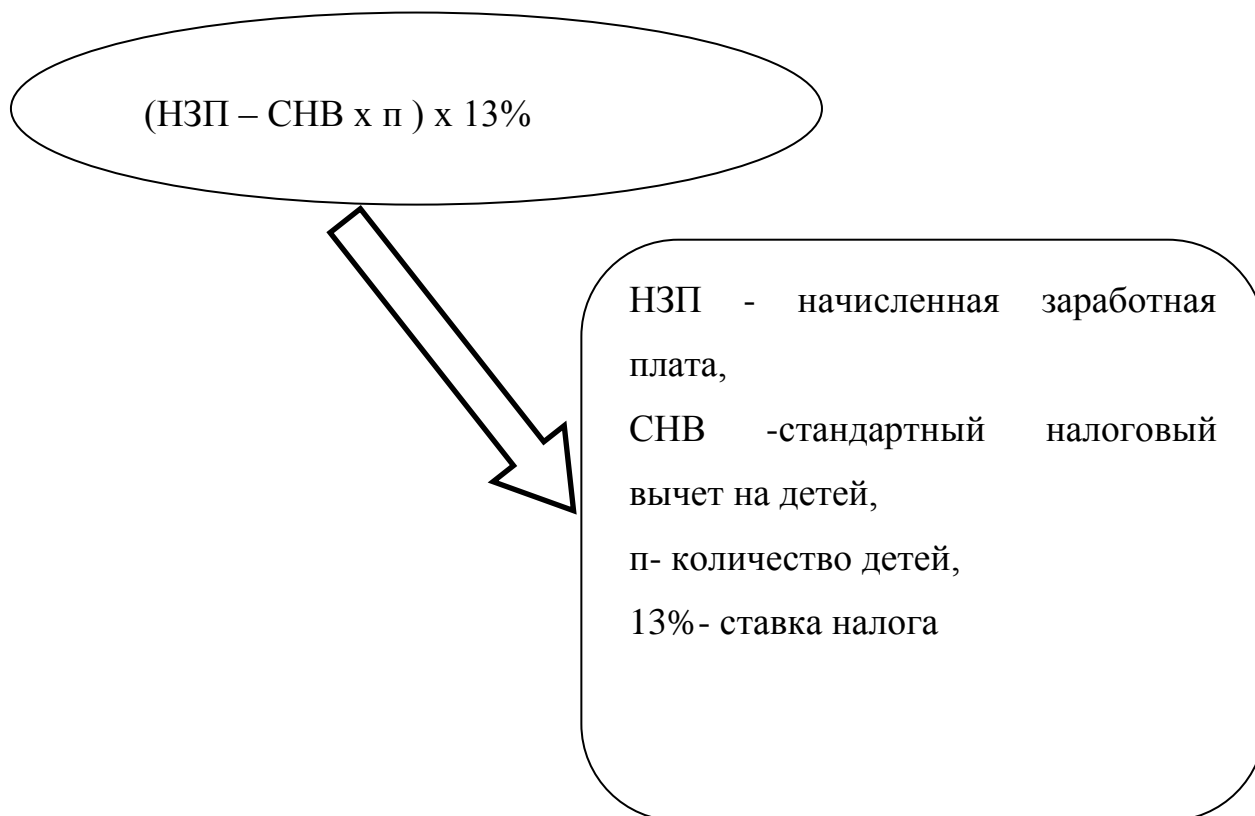 (НЗП – СНВ х п ) х 13%
НЗП - начисленная заработная
плата,
СНВ -стандартный налоговый
вычет на детей,
п- количество детей,
13%- ставка налога